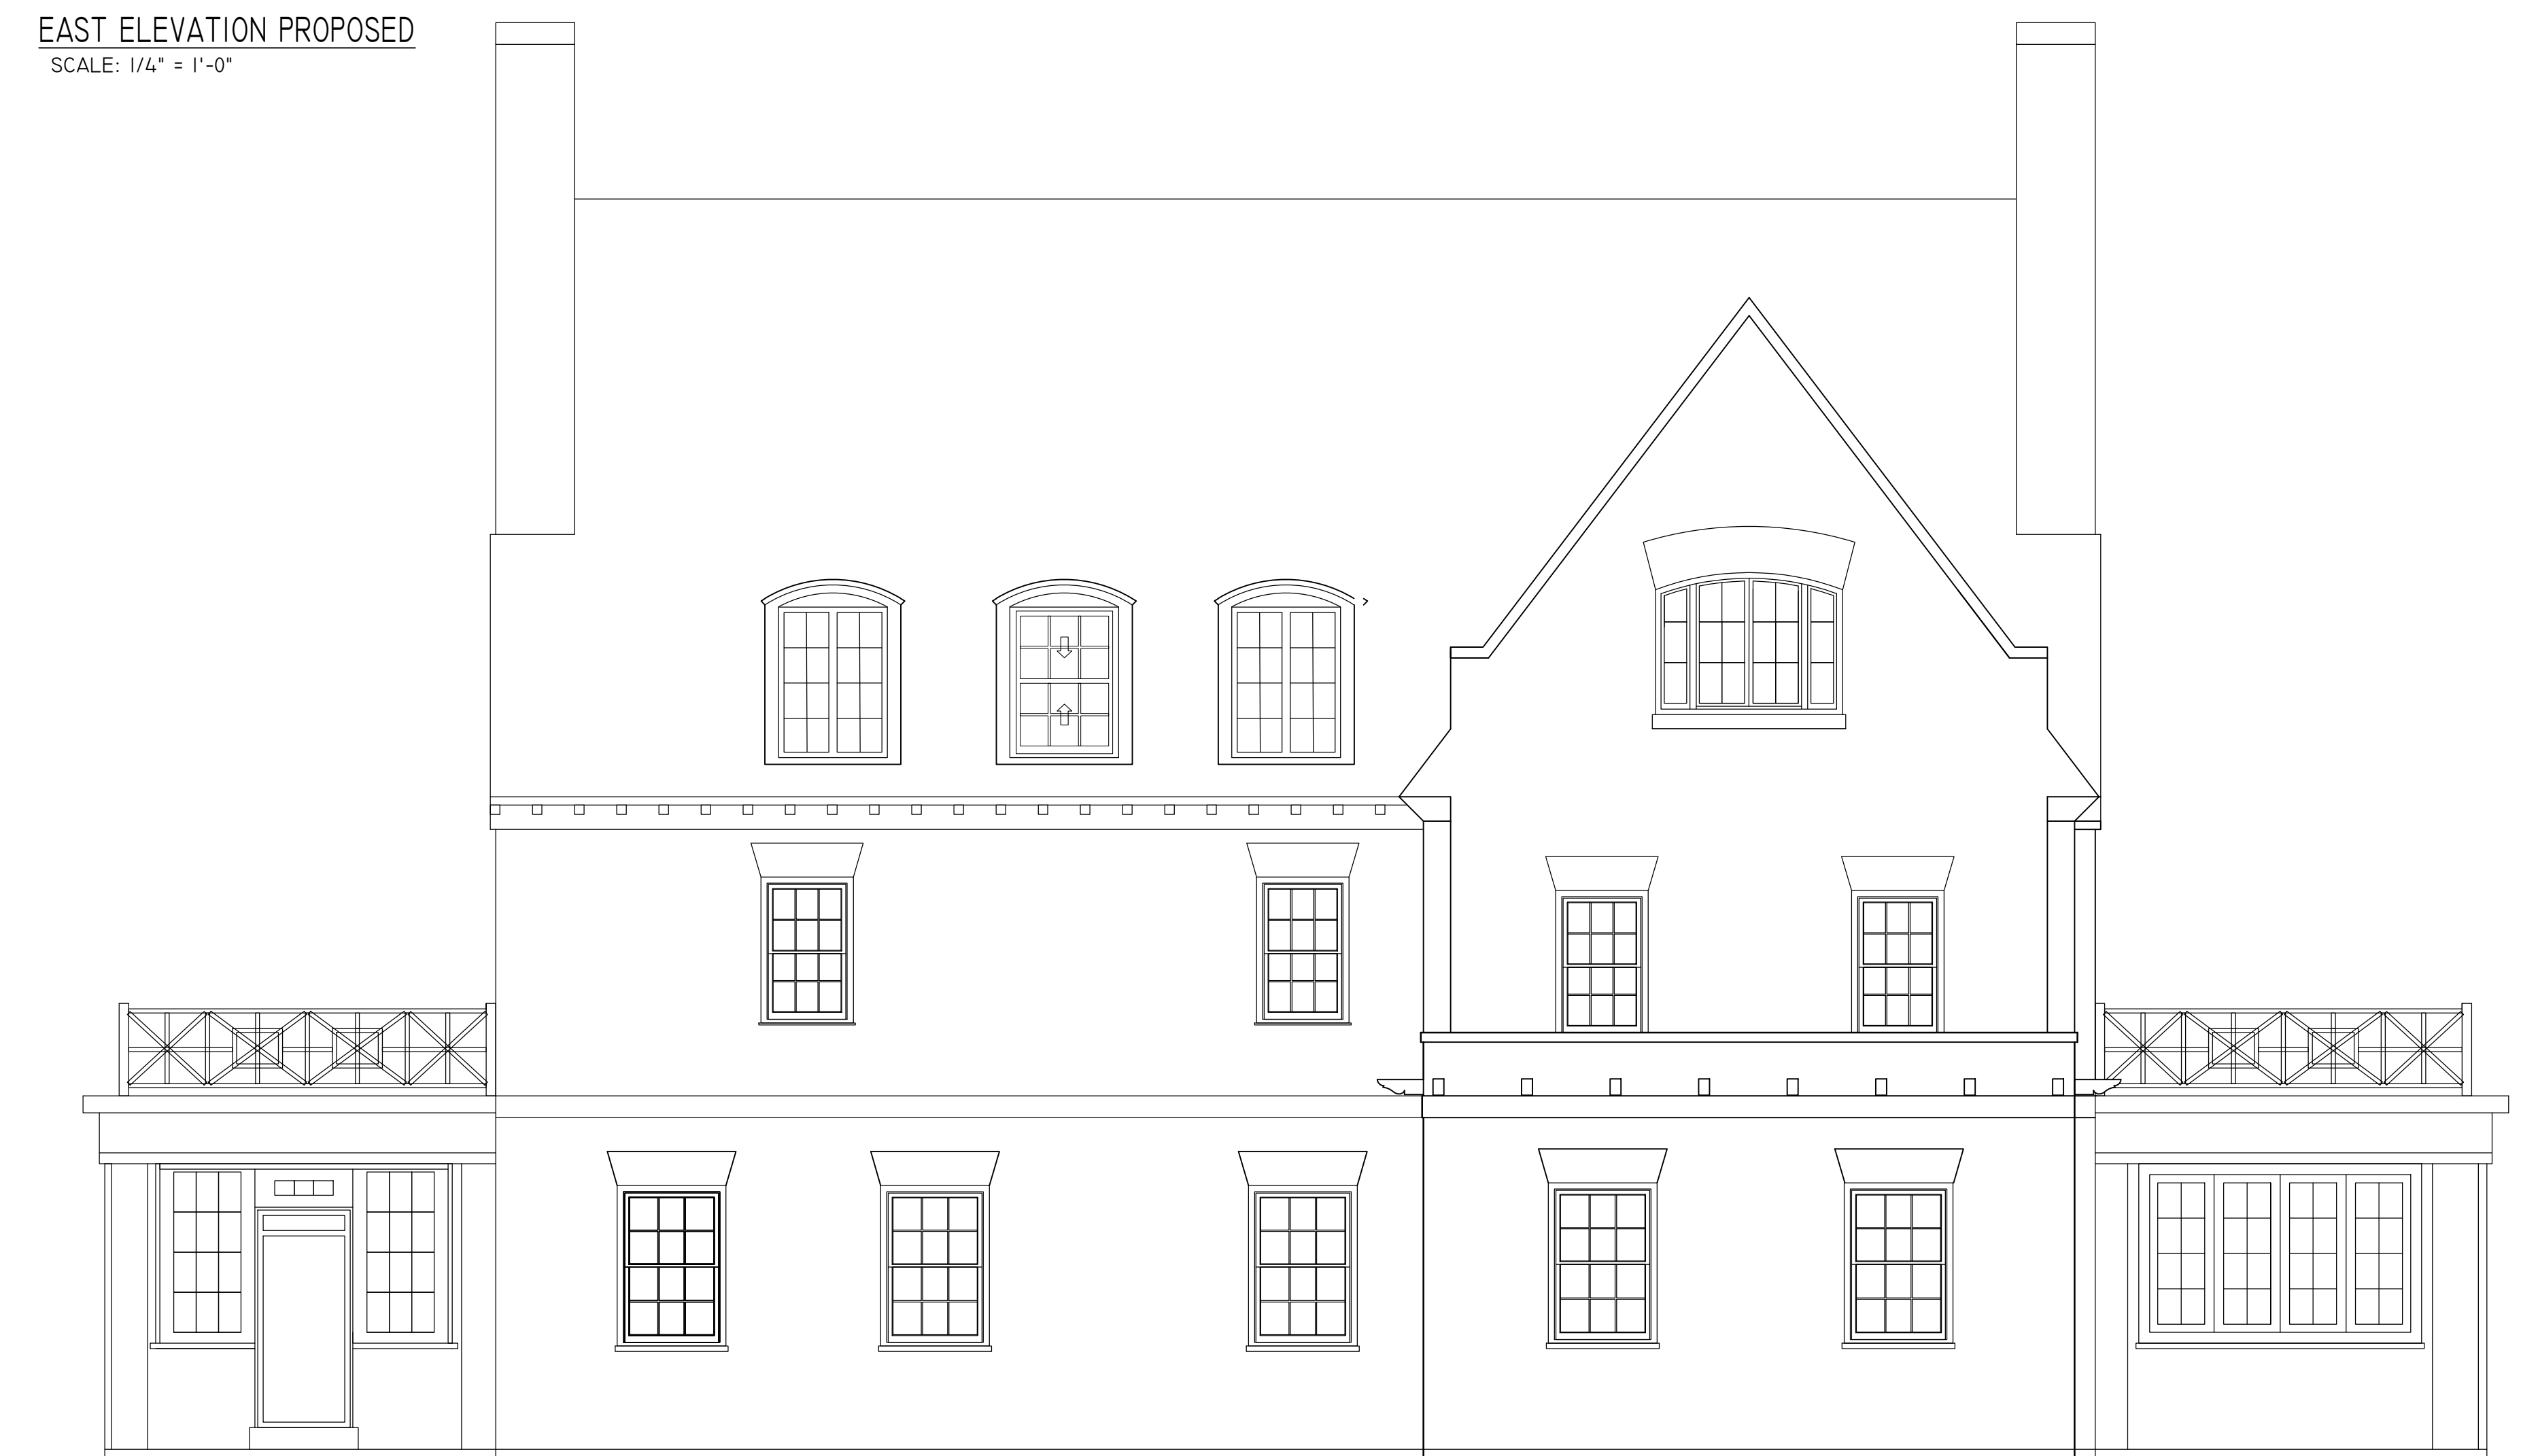 EAST ELEVATION PROPOSED
SCALE: 1/4" = 1'-0"